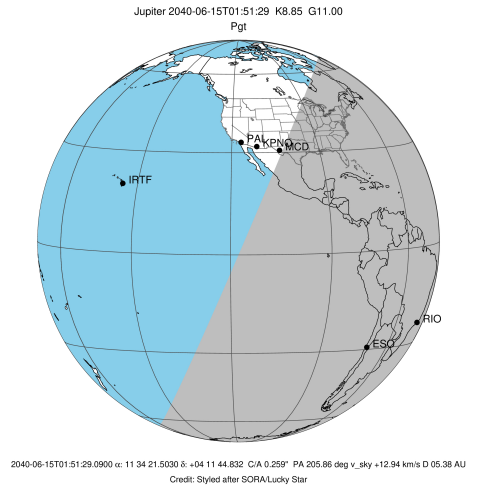 Jupiter 2040-06-15T01:51:29 K8.85 G11.00
Pgt
PAL
KPNO
MCD
IRTF
RIO
ESO
2040-06-15T01:51:29.0900 α: 11 34 21.5030 δ: +04 11 44.832 C/A 0.259" PA 205.86 deg v_sky +12.94 km/s D 05.38 AU
Credit: Styled after SORA/Lucky Star